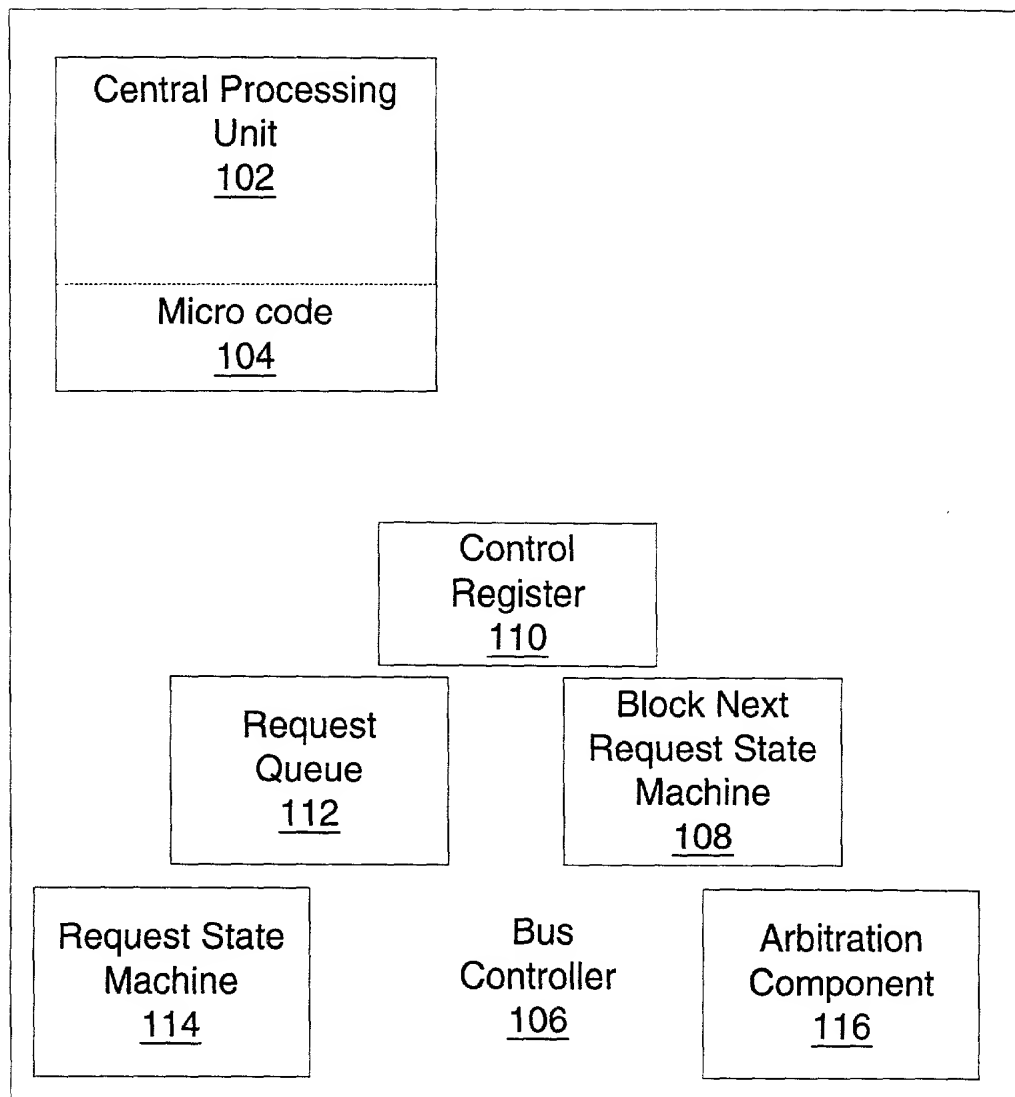 Central Processing
Unit
102
Micro code
104
Control
Register
110
Request
Queue
112
Block Next
Request State
Machine
108
Request State
Machine
114
Bus
Controller
106
Arbitration
Component
116